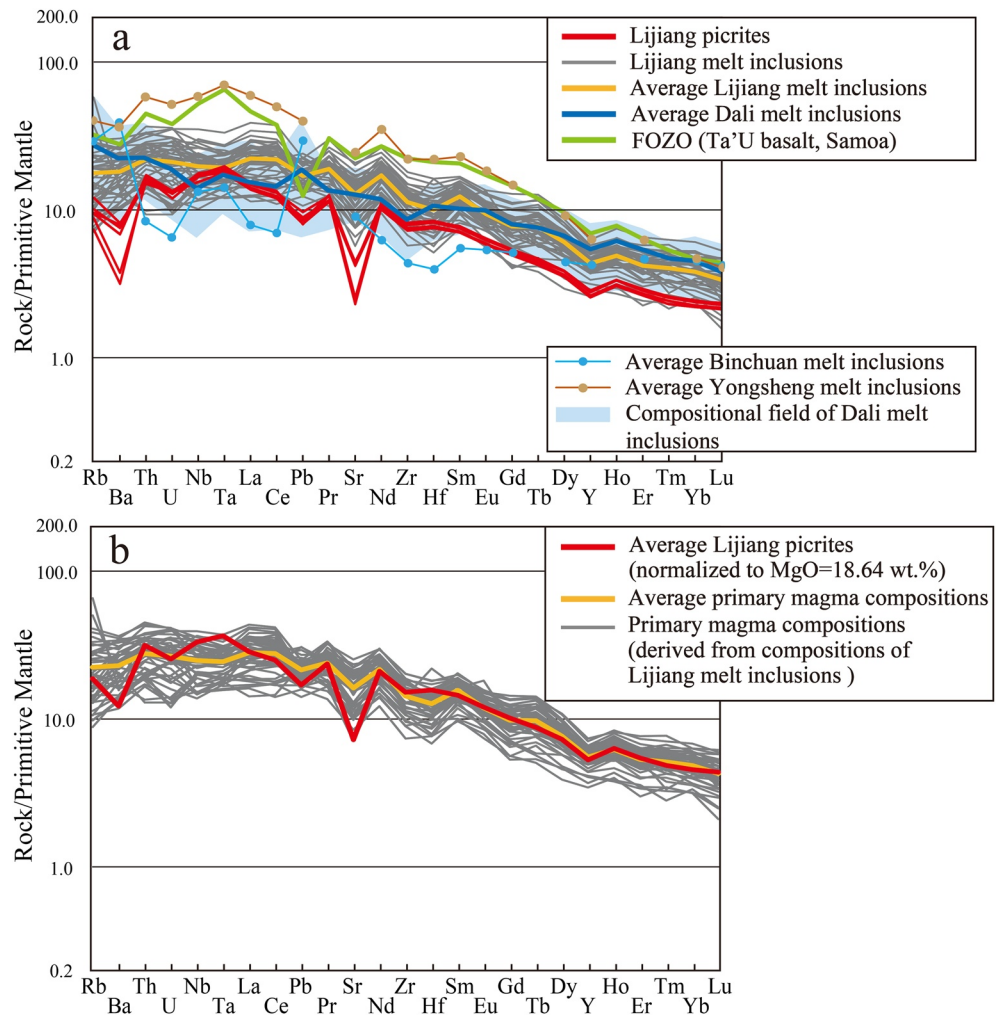 a
200.0
100.0
10.0
1.0
0.2
Rock/Primitive Mantle
Lijiang picrites
Lijiang melt inclusions
Average Lijiang melt inclusions
Average Dali melt inclusions
FOZO (Ta’U basalt, Samoa)
Average Binchuan melt inclusions
Average Yongsheng melt inclusions
Compositional field of Dali melt
inclusions
Rb Th Nb La Pb Sr Zr Sm Gd Dy Ho Tm Lu
Ba U Ta Ce Pr Nd Hf Eu Tb Y Er Yb
b
200.0
100.0
10.0
1.0
0.2
Rock/Primitive Mantle
Average Lijiang picrites
(normalized to MgO=18.64 wt.%)
Average primary magma compositions
Primary magma compositions
(derived from compositions of
Lijiang melt inclusions )
Rb Th Nb La Pb Sr Zr Sm Gd Dy Ho Tm Lu
Ba U Ta Ce Pr Nd Hf Eu Tb Y Er Yb